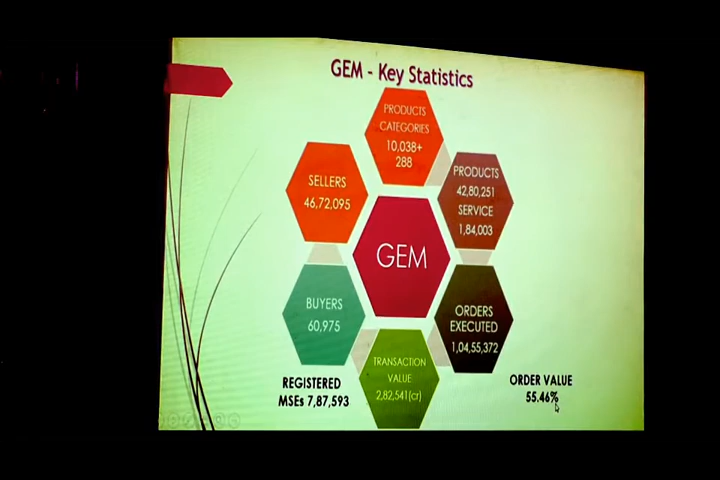 GEM - Key Statistics
PRODUCTS
CATEGORIES
10,038+
288
SELLERS
46,72,095
PRODUCTS
42,80,251
SERVICE
1,84,003
GEM
BUYERS
60,975
ORDERS
EXECUTED
1,04,55,372
TRANSACTION
VALUE
2,82,541(cr)
REGISTERED
MSEs 7,87,593
ORDER VALUE
55.46%